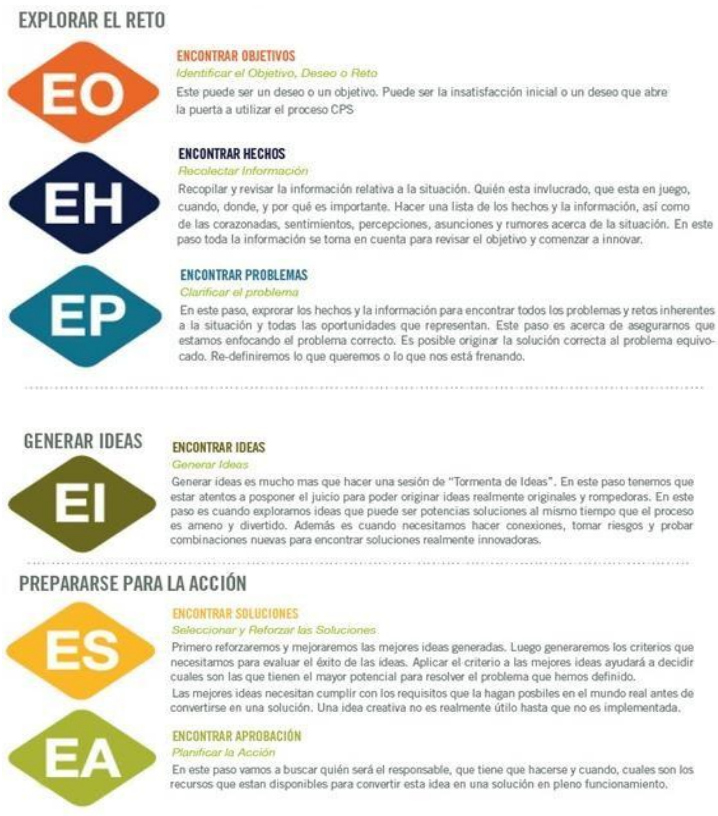 EXPLORAR EL RETO
EO
ENCONTRAR OBJETIVOS
Identificar el Objetivo, Deseo o Reto
Este puede ser un deseo o un objetivo. Puede ser la insatisfacción inicial o un deseo que abre
la puerta a utilizar el proceso CPS
EH
ENCONTRAR HECHOS
Recolectar Información
Recopilar y revisar la información relativa a la situación. Quién esta invlucrado, que esta en juego,
cuando, donde, y por qué es importante. Hacer una lista de los hechos y la información, así como
de las corazonadas, sentimientos, percepciones, asunciones y rumores acerca de la situación. En este
paso toda la información se toma en cuenta para revisar el objetivo y comenzar a innovar.
EP
ENCONTRAR PROBLEMAS
Clarificar el problema
En este paso, exprorar los hechos y la información para encontrar todos los problemas y retos inherentes
a la situación y todas las oportunidades que representan. Este paso es acerca de asegurarnos que
estamos enfocando el problema correcto. Es posible originar la solución correcta al problema equivo-
cado. Re-definiremos lo que queremos o lo que nos está frenando.
GENERAR IDEAS
EI
ENCONTRAR IDEAS
Generar Ideas
Generar ideas es mucho mas que hacer una sesión de “Tormenta de Ideas”. En este paso tenemos que
estar atentos a posponer el juicio para poder originar ideas realmente originales y rompedoras. En este
paso es cuando exploramos ideas que puede ser potencias soluciones al mismo tiempo que el proceso
es ameno y divertido. Además es cuando necesitamos hacer conexiones, tomar riesgos y probar
combinaciones nuevas para encontrar soluciones realmente innovadoras.
PREPARARSE PARA LA ACCIÓN
ES
ENCONTRAR SOLUCIONES
Seleccionar y Reforzar las Soluciones
Primero reforzaremos y mejoraremos las mejores ideas generadas. Luego generaremos los criterios que
necesitamos para evaluar el éxito de las ideas. Aplicar el criterio a las mejores ideas ayudará a decidir
cuales son las que tienen el mayor potencial para resolver el problema que hemos definido.
Las mejores ideas necesitan cumplir con los requisitos que la hagan posbiles en el mundo real antes de
convertirse en una solución. Una idea creativa no es realmente útilo hasta que no es implementada.
EA
ENCONTRAR APROBACIÓN
Planificar la Acción
En este paso vamos a buscar quién será el responsable, que tiene que hacerse y cuando, cuales son los
recursos que estan disponibles para convertir esta idea en una solución en pleno funcionamiento.